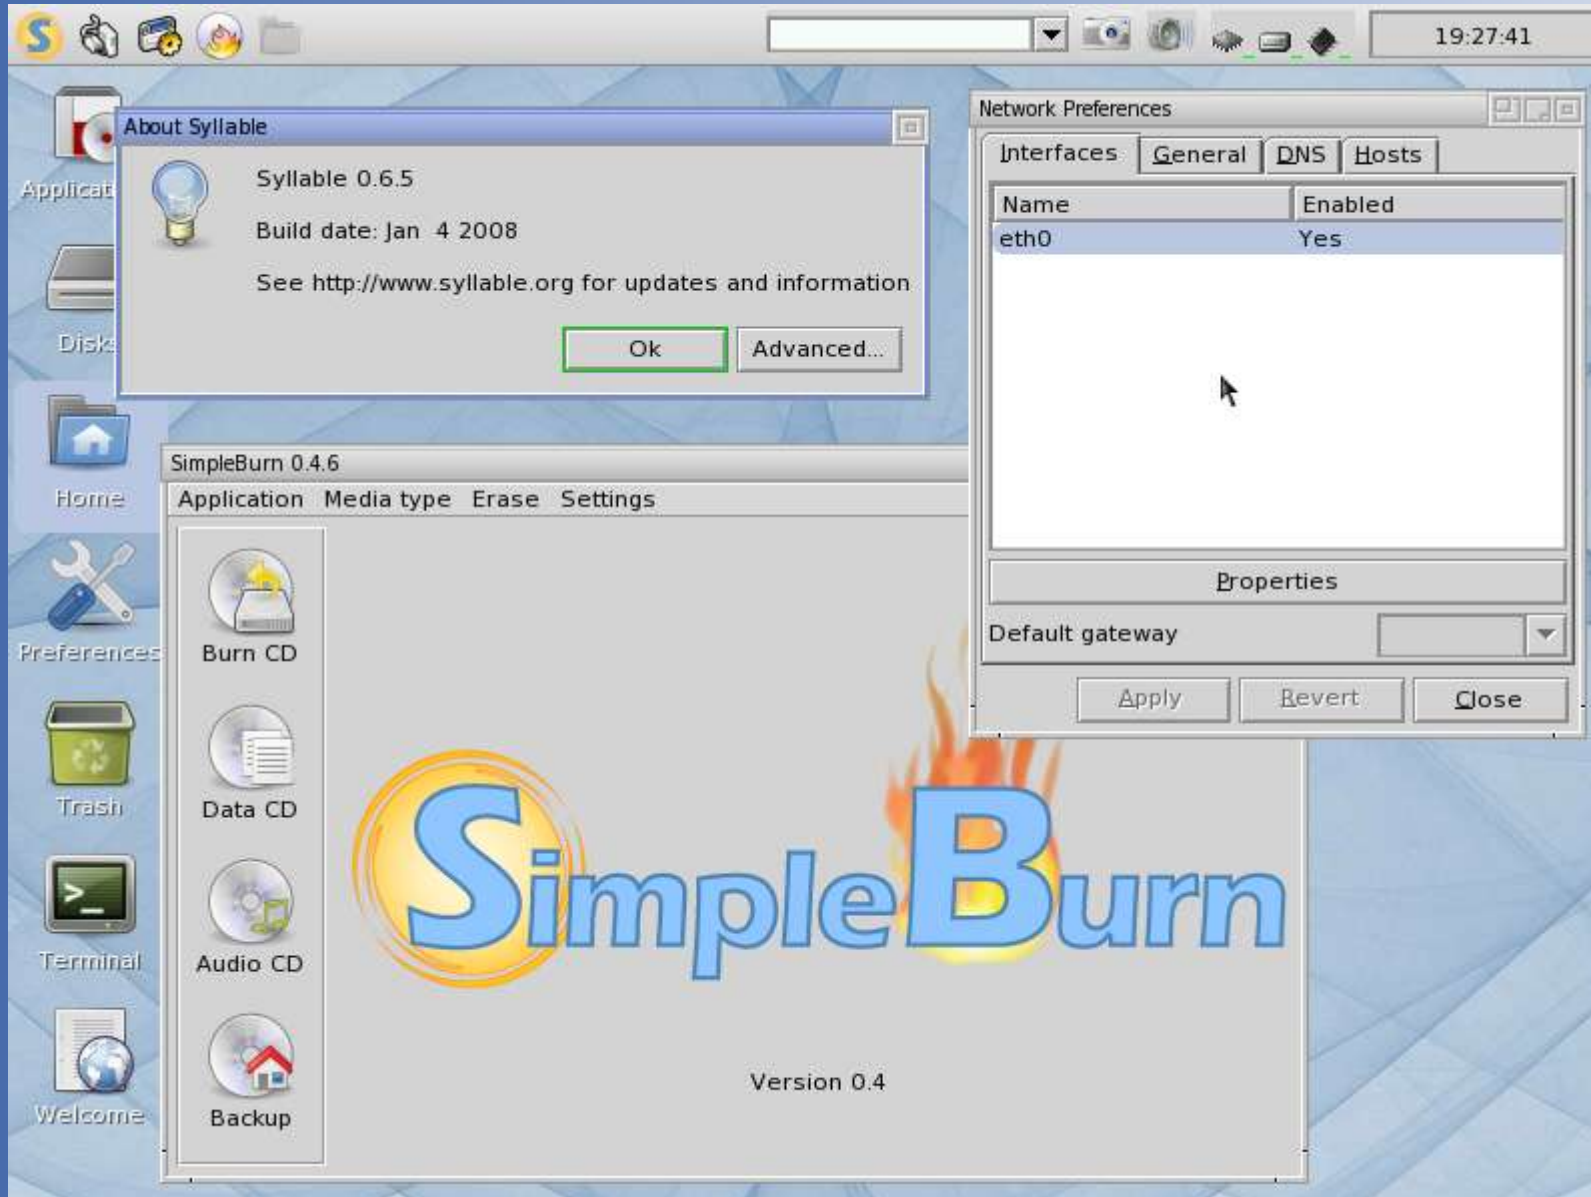 19:27:41
About Syllable
Syllable 0.6.5
Build date: Jan 4 2008
See http://www.syllable.org for updates and information
Ok
Advanced...
Network Preferences
Interfaces General DNS Hosts
Name Enabled
eth0 Yes
Properties
Default gateway
Apply Revert Close
Disks
Home
Preferences
Trash
Terminal
Welcome
SimpleBurn 0.4.6
Application Media type Erase Settings
Burn CD
Data CD
Audio CD
Backup
SimpleBurn
Version 0.4